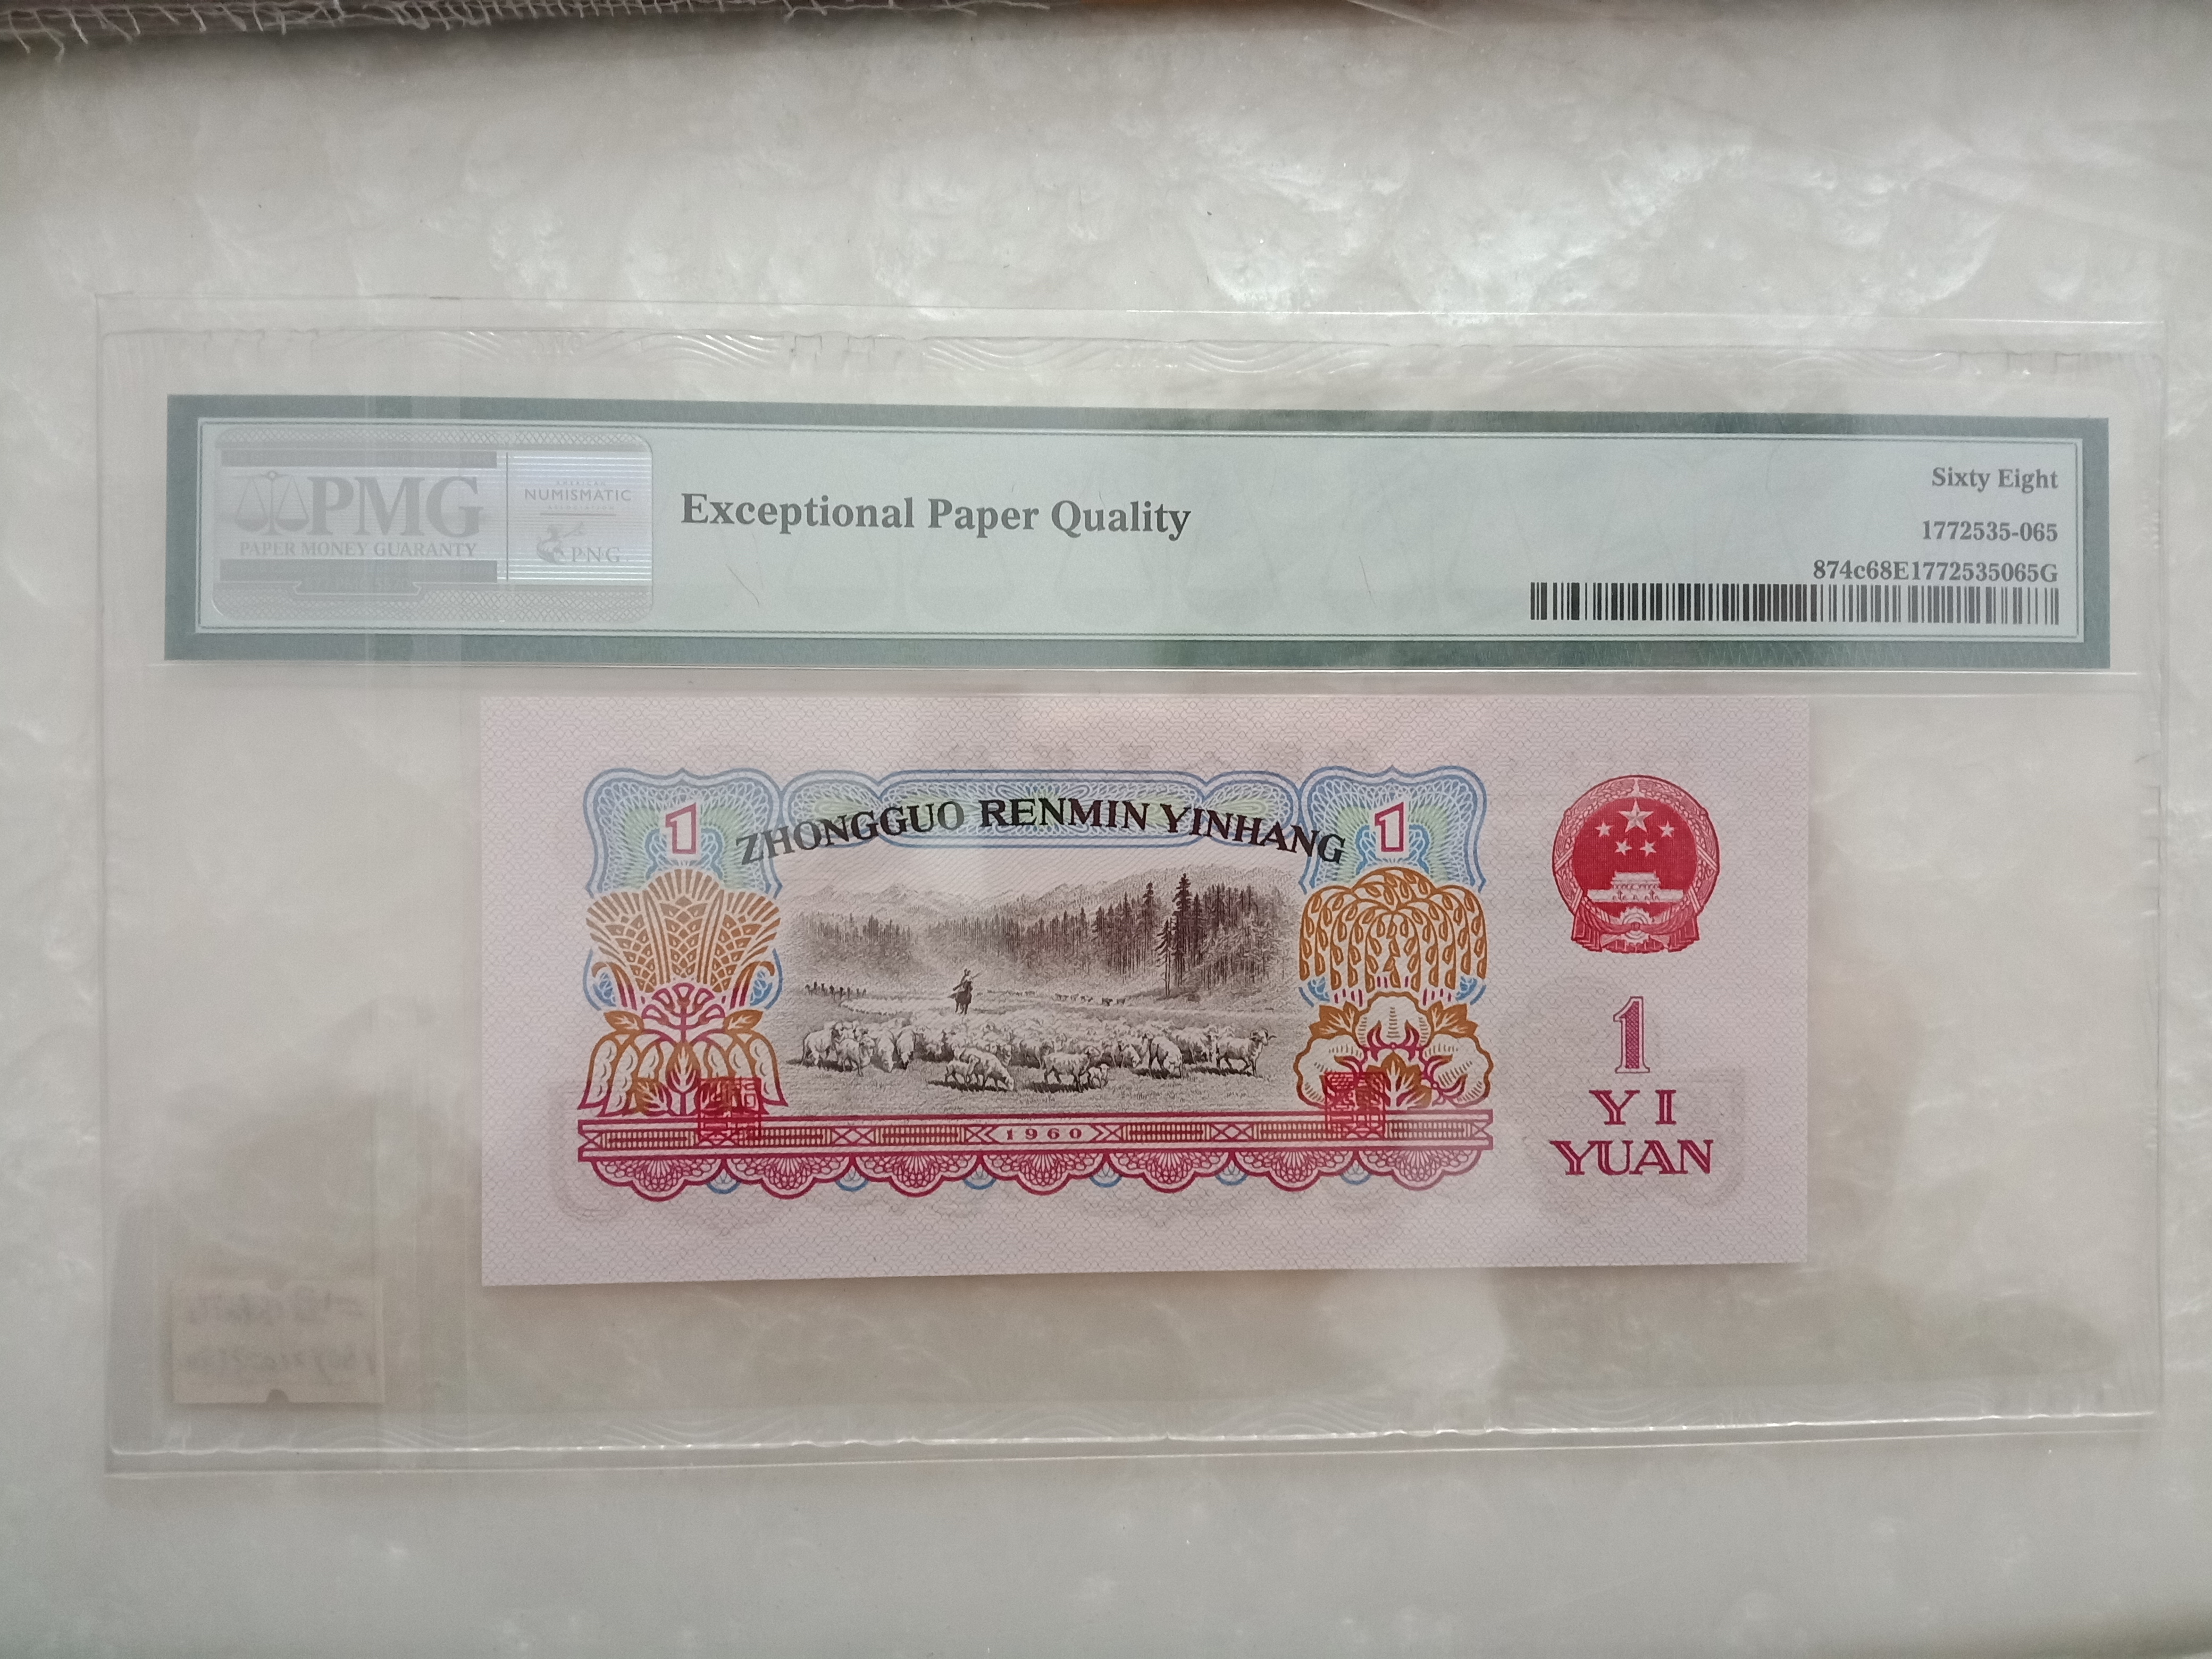 PMG
PAPER MONEY GUARANTY
NUMISMATIC
PNG
Exceptional Paper Quality
Sixty Eight
1772535-065
874c68E1772535065G
1
ZHONGGUO RENMIN YINHANG
1
1960
1
YI
YUAN